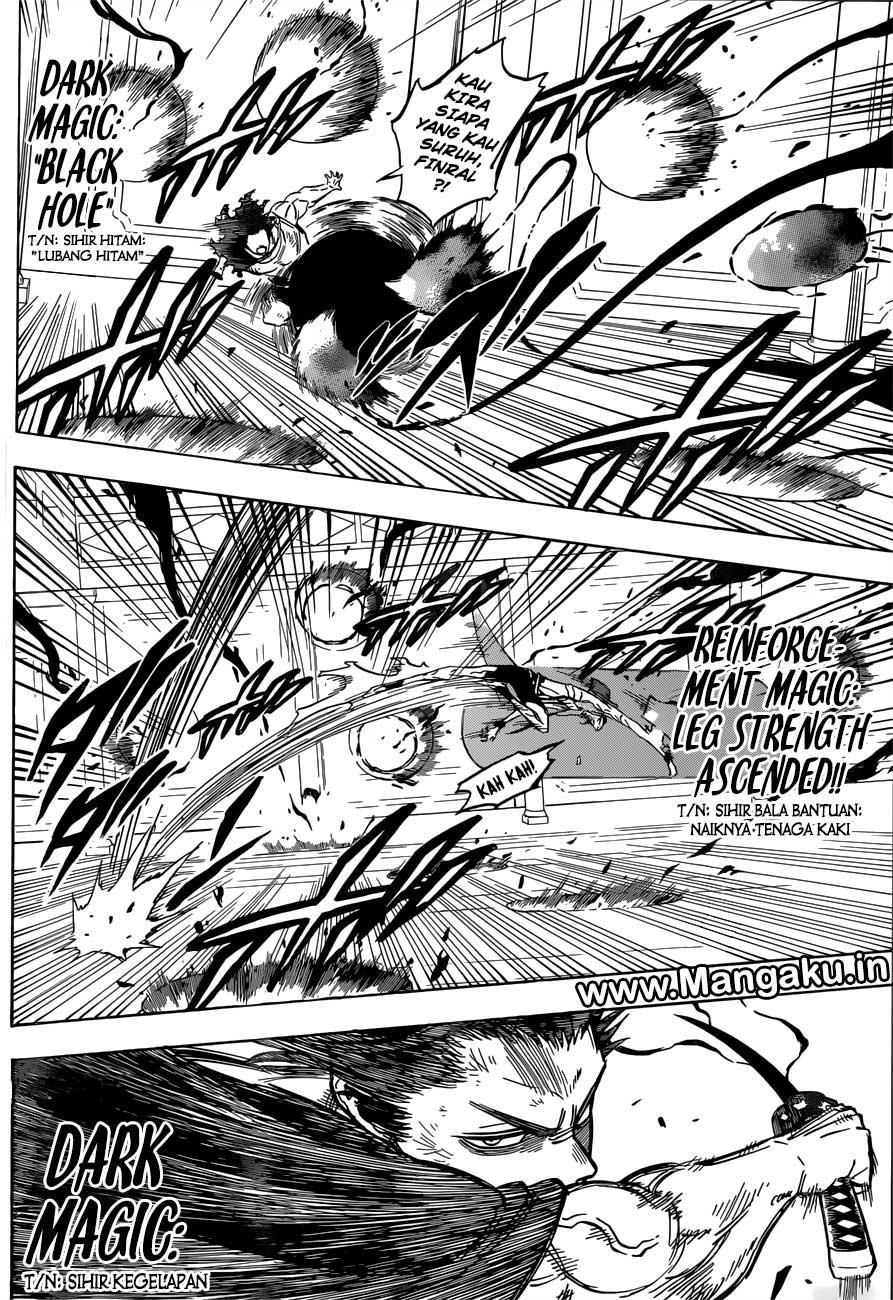 DARK
MAGIC:
"BLACK
HOLE"
T/N: SIHIR HITAM:
"LUBANG HITAM"
KAU
KIRA
SIAPA
YANG KAU
SURUH,
FINRAL
?!
REINFORCE-
MENT MAGIC:
LEG STRENGTH
ASCENDED!!
T/N: SIHIR BALA BANTUAN:
NAIKNYA TENAGA KAKI
KAH KAH!
www.Mangaku.in
DARK
MAGIC:
T/N: SIHIR KEGELAPAN